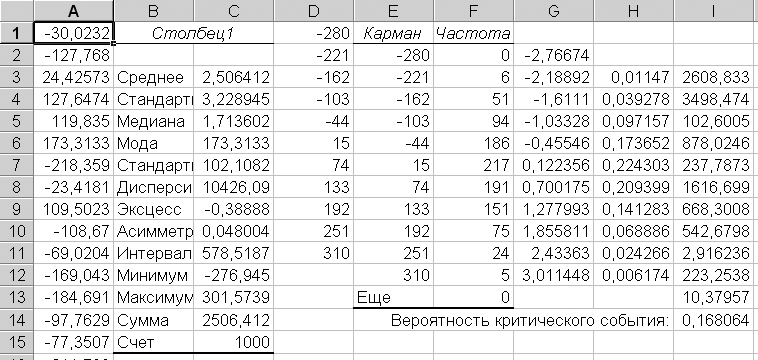 A B C D E F G H I
1 -30,0232 Столбец1 -280 Карман Частота
2 -127,768 -221 -280 0 -2,76674
3 24,42573 Среднее 2,506412 -162 -221 6 -2,18892 0,01147 2608,833
4 127,6474 Стандартн 3,228945 -103 -162 51 -1,6111 0,039278 3498,474
5 119,835 Медиана 1,713602 -44 -103 94 -1,03328 0,097157 102,6005
6 173,3133 Мода 173,3133 15 -44 186 -0,45546 0,173652 878,0246
7 -218,359 Стандартн 102,1082 74 15 217 0,122356 0,224303 237,7873
8 -23,4181 Дисперси 10426,09 133 74 191 0,700175 0,209399 1616,699
9 109,5023 Эксцесс -0,38888 192 133 151 1,277993 0,141283 668,3008
10 -108,67 Асимметр 0,048004 251 192 75 1,855811 0,068886 542,6798
11 -69,0204 Интервал 578,5187 310 251 24 2,43363 0,024266 2,916236
12 -169,043 Минимум -276,945 310 5 3,011448 0,006174 223,2538
13 -184,691 Максимум 301,5739 Еще 0 10,37957
14 -97,7629 Сумма 2506,412 Вероятность критического события: 0,168064
15 -77,3507 Счет 1000